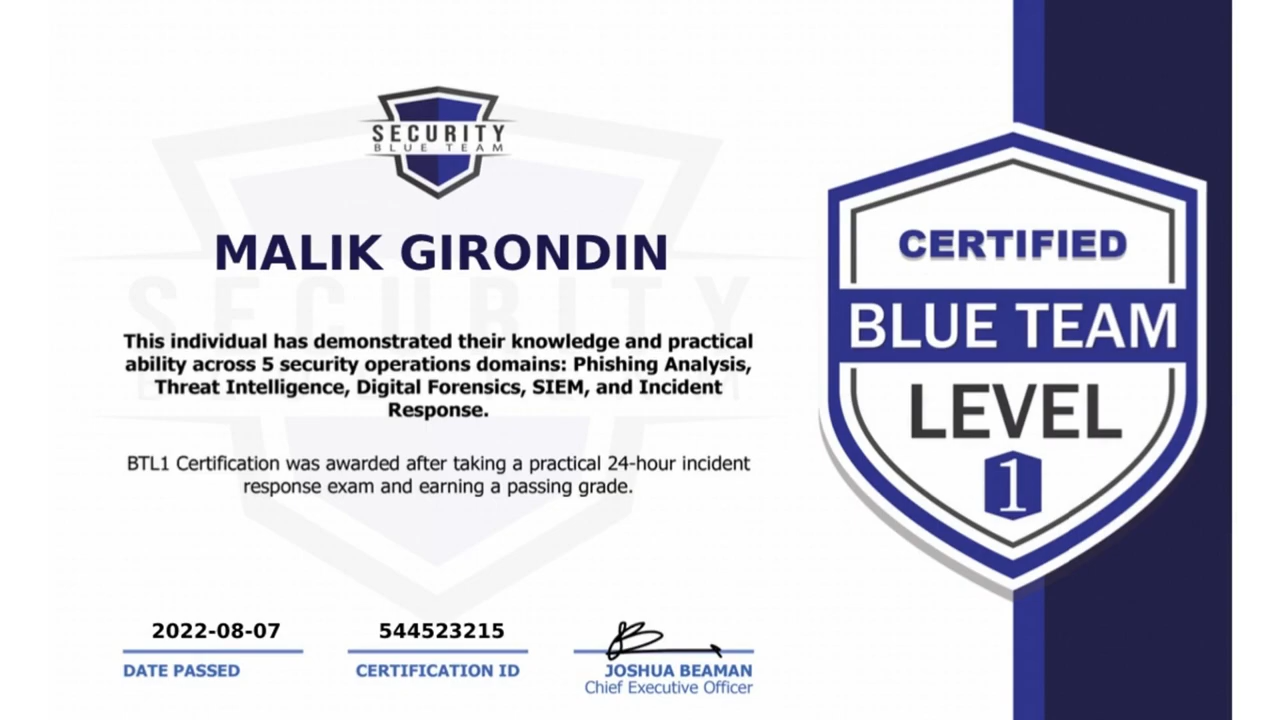 SECURITY
BLUE TEAM
MALIK GIRONDIN
This individual has demonstrated their knowledge and practical
ability across 5 security operations domains: Phishing Analysis,
Threat Intelligence, Digital Forensics, SIEM, and Incident
Response.
BTL1 Certification was awarded after taking a practical 24-hour incident
response exam and earning a passing grade.
2022-08-07
DATE PASSED
544523215
CERTIFICATION ID
JOSHUA BEAMAN
Chief Executive Officer
CERTIFIED
BLUE TEAM
LEVEL
1
SECURITY
BLUE TEAM